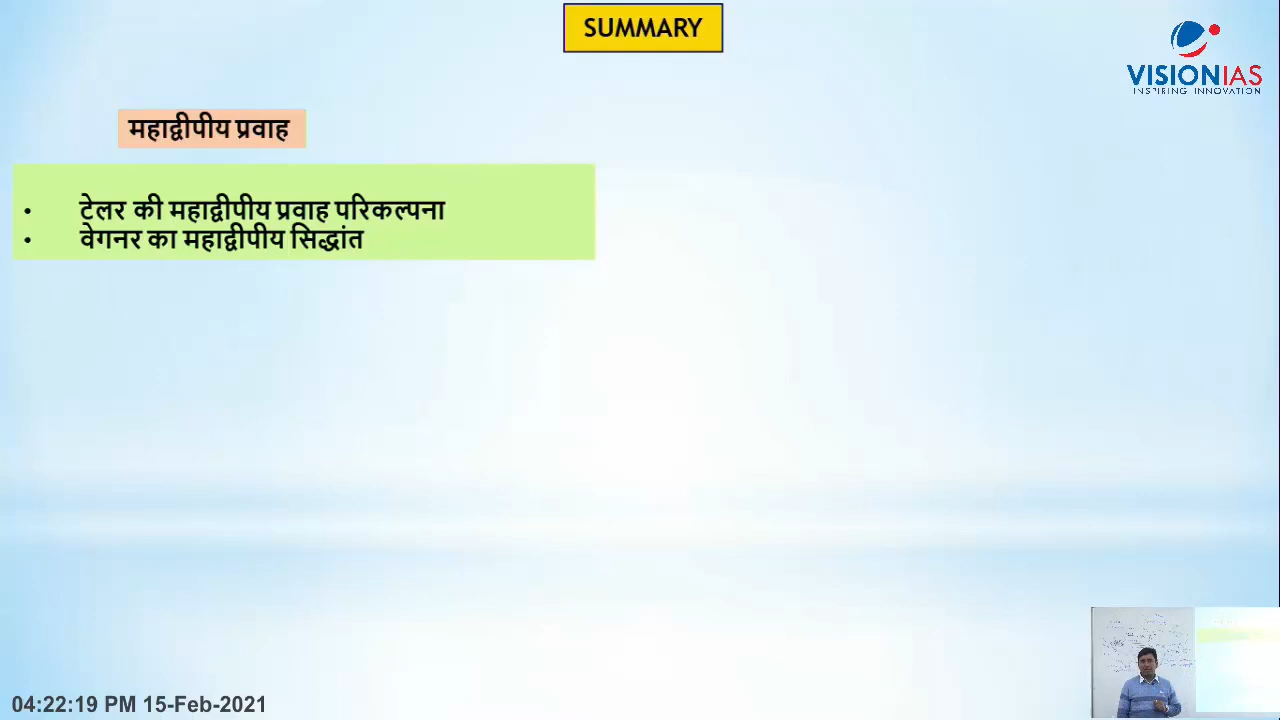 SUMMARY
VISIONIAS
INSPIRING INNOVATION
महाद्वीपीय प्रवाह
• टेलर की महाद्वीपीय प्रवाह परिकल्पना
• वेगनर का महाद्वीपीय सिद्धांत
04:22:19 PM 15-Feb-2021